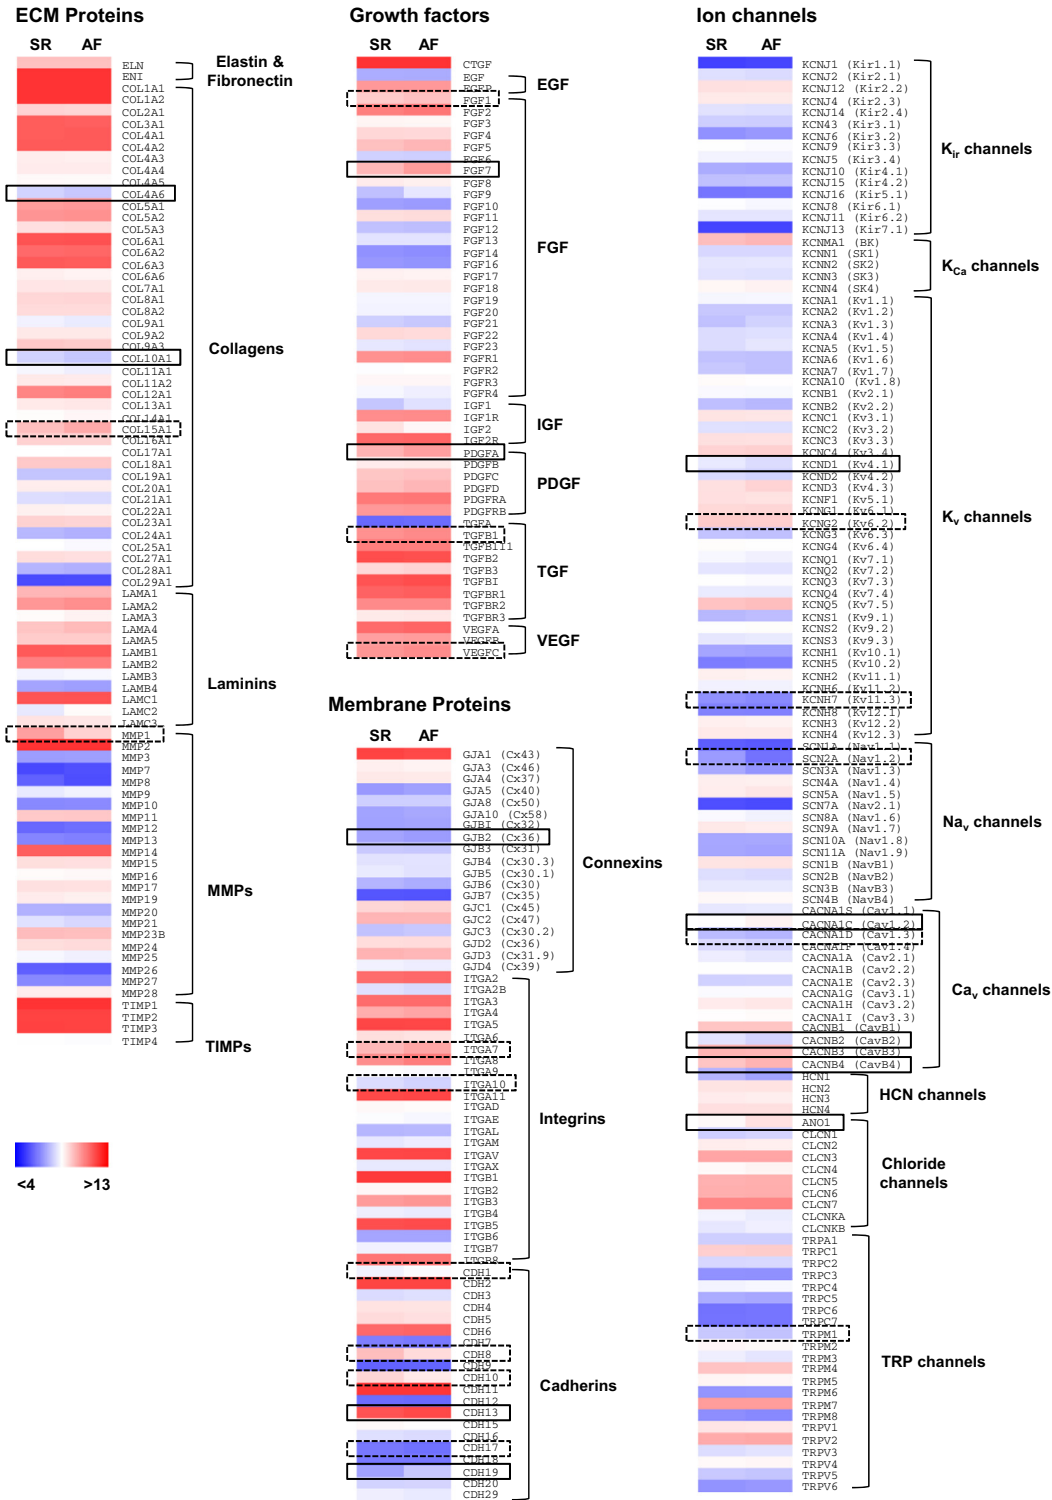 ECM Proteins
SR AF
ELN
ENI
COL1A1
COL1A2
COL2A1
COL3A1
COL4A1
COL4A2
COL4A3
COL4A4
COL4A5
COL4A6
COL5A1
COL5A2
COL5A3
COL6A1
COL6A2
COL6A3
COL6A6
COL7A1
COL8A1
COL8A2
COL9A1
COL9A2
COL9A3
COL10A1
COL11A1
COL11A2
COL12A1
COL13A1
COL14A1
COL15A1
COL16A1
COL17A1
COL18A1
COL19A1
COL20A1
COL21A1
COL22A1
COL23A1
COL24A1
COL25A1
COL27A1
COL28A1
COL29A1
LAMA1
LAMA2
LAMA3
LAMA4
LAMA5
LAMB1
LAMB2
LAMB3
LAMB4
LAMC1
LAMC2
LAMC3
MMP1
MMP2
MMP3
MMP7
MMP8
MMP9
MMP10
MMP11
MMP12
MMP13
MMP14
MMP15
MMP16
MMP17
MMP19
MMP20
MMP21
MMP23B
MMP24
MMP25
MMP26
MMP27
MMP28
TIMP1
TIMP2
TIMP3
TIMP4
Elastin &
Fibronectin
Collagens
Laminins
MMPs
TIMPs
<4 >13
Growth factors
SR AF
CTGF
EGF
EGFR
FGF1
FGF2
FGF3
FGF4
FGF5
FGF6
FGF7
FGF8
FGF9
FGF10
FGF11
FGF12
FGF13
FGF14
FGF16
FGF17
FGF18
FGF19
FGF20
FGF21
FGF22
FGF23
FGFR1
FGFR2
FGFR3
FGFR4
IGF1
IGF1R
IGF2
IGF2R
PDGFA
PDGFB
PDGFC
PDGFD
PDGFRA
PDGFRB
TGFA
TGFB1
TGFB1I1
TGFB2
TGFB3
TGFBI
TGFBR1
TGFBR2
TGFBR3
VEGFA
VEGFB
VEGFC
EGF
FGF
IGF
PDGF
TGF
VEGF
Membrane Proteins
SR AF
GJA1 (Cx43)
GJA3 (Cx46)
GJA4 (Cx37)
GJA5 (Cx40)
GJA8 (Cx50)
GJA10 (Cx58)
GJBI (Cx32)
GJB2 (Cx36)
GJB3 (Cx31)
GJB4 (Cx30.3)
GJB5 (Cx30.1)
GJB6 (Cx30)
GJB7 (Cx35)
GJC1 (Cx45)
GJC2 (Cx47)
GJC3 (Cx30.2)
GJD2 (Cx36)
GJD3 (Cx31.9)
GJD4 (Cx39)
ITGA2
ITGA2B
ITGA3
ITGA4
ITGA5
ITGA6
ITGA7
ITGA8
ITGA9
ITGA10
ITGA11
ITGAD
ITGAE
ITGAL
ITGAM
ITGAV
ITGAX
ITGB1
ITGB2
ITGB3
ITGB4
ITGB5
ITGB6
ITGB7
ITGB8
CDH1
CDH2
CDH3
CDH4
CDH5
CDH6
CDH7
CDH8
CDH9
CDH10
CDH11
CDH12
CDH13
CDH15
CDH16
CDH17
CDH18
CDH19
CDH20
CDH29
Connexins
Integrins
Cadherins
Ion channels
SR AF
KCNJ1 (Kir1.1)
KCNJ2 (Kir2.1)
KCNJ12 (Kir2.2)
KCNJ4 (Kir2.3)
KCNJ14 (Kir2.4)
KCN43 (Kir3.1)
KCNJ6 (Kir3.2)
KCNJ9 (Kir3.3)
KCNJ5 (Kir3.4)
KCNJ10 (Kir4.1)
KCNJ15 (Kir4.2)
KCNJ16 (Kir5.1)
KCNJ8 (Kir6.1)
KCNJ11 (Kir6.2)
KCNJ13 (Kir7.1)
KCNMA1 (BK)
KCNN1 (SK1)
KCNN2 (SK2)
KCNN3 (SK3)
KCNN4 (SK4)
KCNA1 (Kv1.1)
KCNA2 (Kv1.2)
KCNA3 (Kv1.3)
KCNA4 (Kv1.4)
KCNA5 (Kv1.5)
KCNA6 (Kv1.6)
KCNA7 (Kv1.7)
KCNA10 (Kv1.8)
KCNB1 (Kv2.1)
KCNB2 (Kv2.2)
KCNC1 (Kv3.1)
KCNC2 (Kv3.2)
KCNC3 (Kv3.3)
KCNC4 (Kv3.4)
KCND1 (Kv4.1)
KCND2 (Kv4.2)
KCND3 (Kv4.3)
KCNF1 (Kv5.1)
KCNG1 (Kv6.1)
KCNG2 (Kv6.2)
KCNG3 (Kv6.3)
KCNG4 (Kv6.4)
KCNQ1 (Kv7.1)
KCNQ2 (Kv7.2)
KCNQ3 (Kv7.3)
KCNQ4 (Kv7.4)
KCNQ5 (Kv7.5)
KCNS1 (Kv9.1)
KCNS2 (Kv9.2)
KCNS3 (Kv9.3)
KCNH1 (Kv10.1)
KCNH5 (Kv10.2)
KCNH2 (Kv11.1)
KCNH6 (Kv11.2)
KCNH7 (Kv11.3)
KCNH8 (Kv12.1)
KCNH3 (Kv12.2)
KCNH4 (Kv12.3)
SCN1A (Nav1.1)
SCN2A (Nav1.2)
SCN3A (Nav1.3)
SCN4A (Nav1.4)
SCN5A (Nav1.5)
SCN7A (Nav2.1)
SCN8A (Nav1.6)
SCN9A (Nav1.7)
SCN10A (Nav1.8)
SCN11A (Nav1.9)
SCN1B (NavB1)
SCN2B (NavB2)
SCN3B (NavB3)
SCN4B (NavB4)
CACNA1S (Cav1.1)
CACNA1C (Cav1.2)
CACNA1D (Cav1.3)
CACNA1F (Cav1.4)
CACNA1A (Cav2.1)
CACNA1B (Cav2.2)
CACNA1E (Cav2.3)
CACNA1G (Cav3.1)
CACNA1H (Cav3.2)
CACNA1I (Cav3.3)
CACNB1 (CavB1)
CACNB2 (CavB2)
CACNB3 (CavB3)
CACNB4 (CavB4)
HCN1
HCN2
HCN3
HCN4
ANO1
CLCN1
CLCN2
CLCN3
CLCN4
CLCN5
CLCN6
CLCN7
CLCNKA
CLCNKB
TRPA1
TRPC1
TRPC2
TRPC3
TRPC4
TRPC5
TRPC6
TRPC7
TRPM1
TRPM2
TRPM3
TRPM4
TRPM5
TRPM6
TRPM7
TRPM8
TRPV1
TRPV2
TRPV3
TRPV4
TRPV5
TRPV6
Kir channels
KCa channels
Kv channels
Nav channels
Cav channels
HCN channels
Chloride
channels
TRP channels